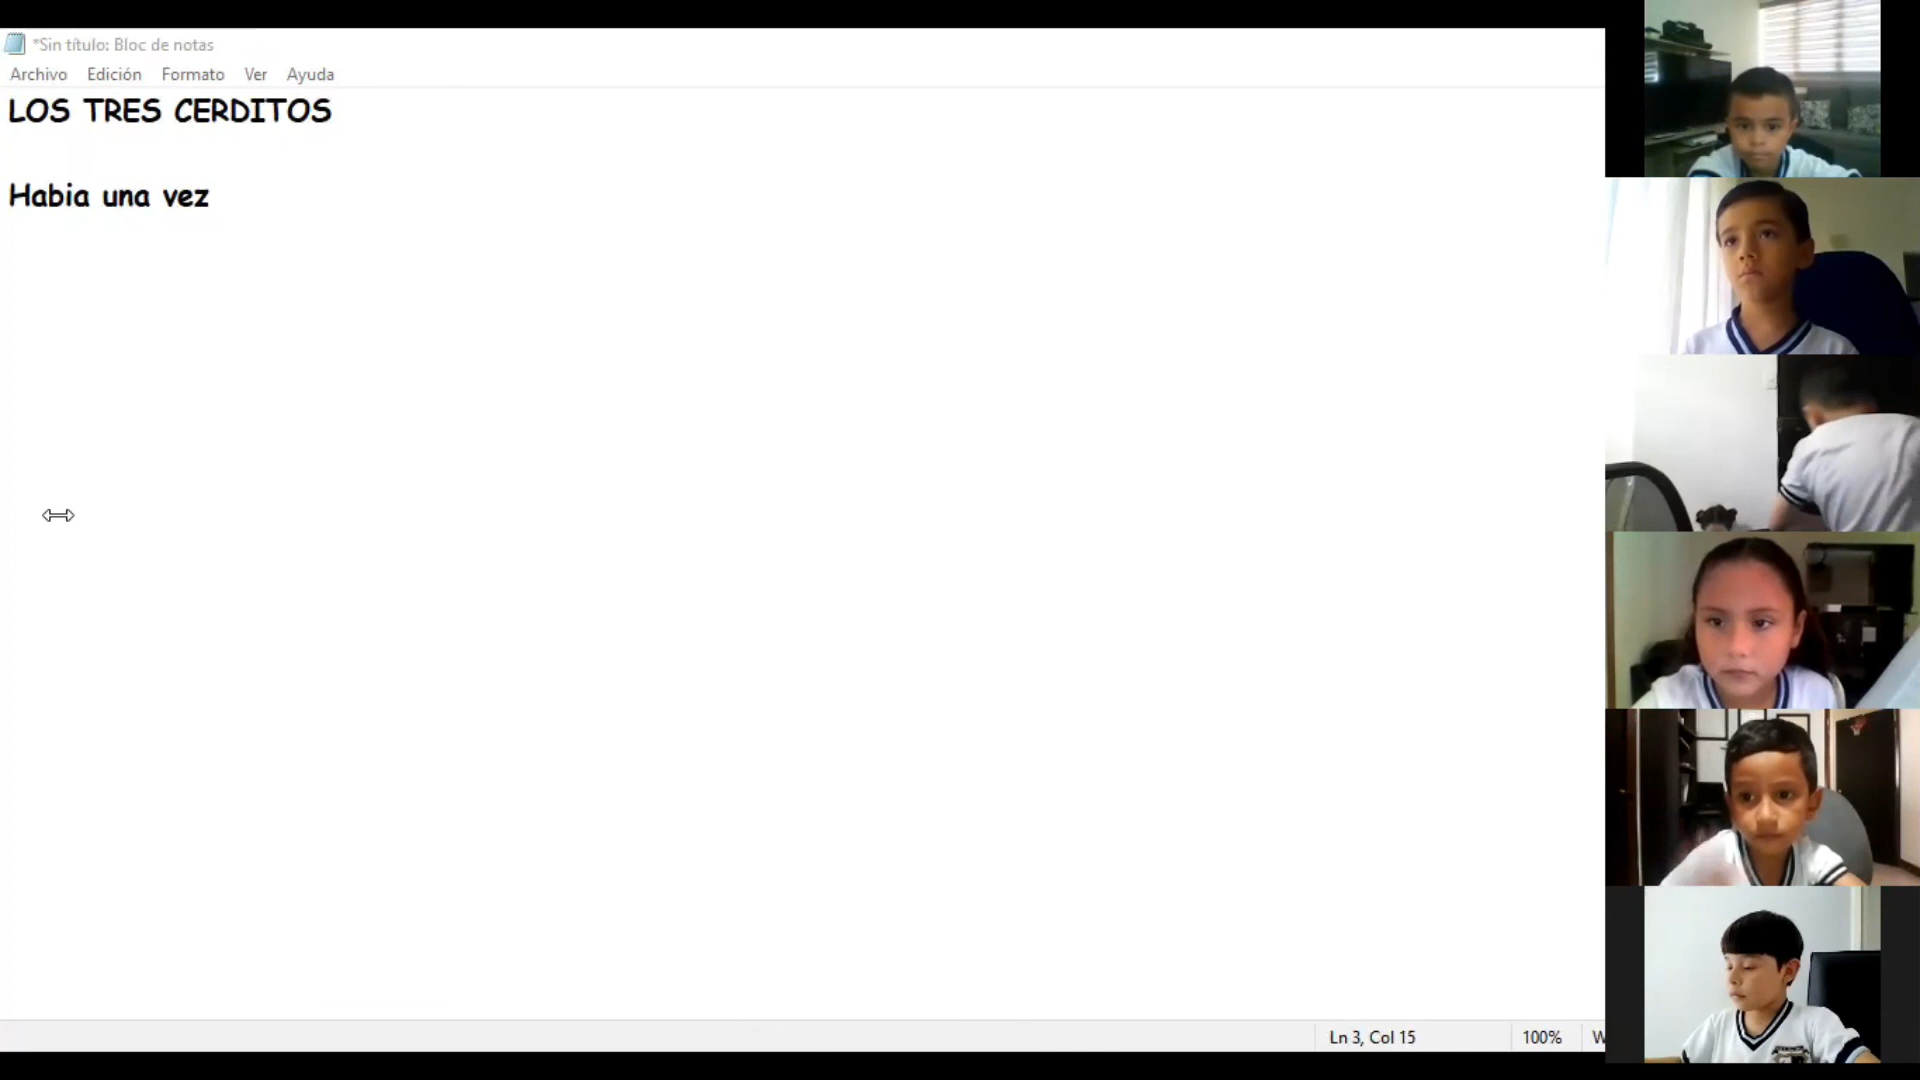 *Sin título: Bloc de notas
Archivo Edición Formato Ver Ayuda
LOS TRES CERDITOS
Habia una vez
Ln 3, Col 15 100% W